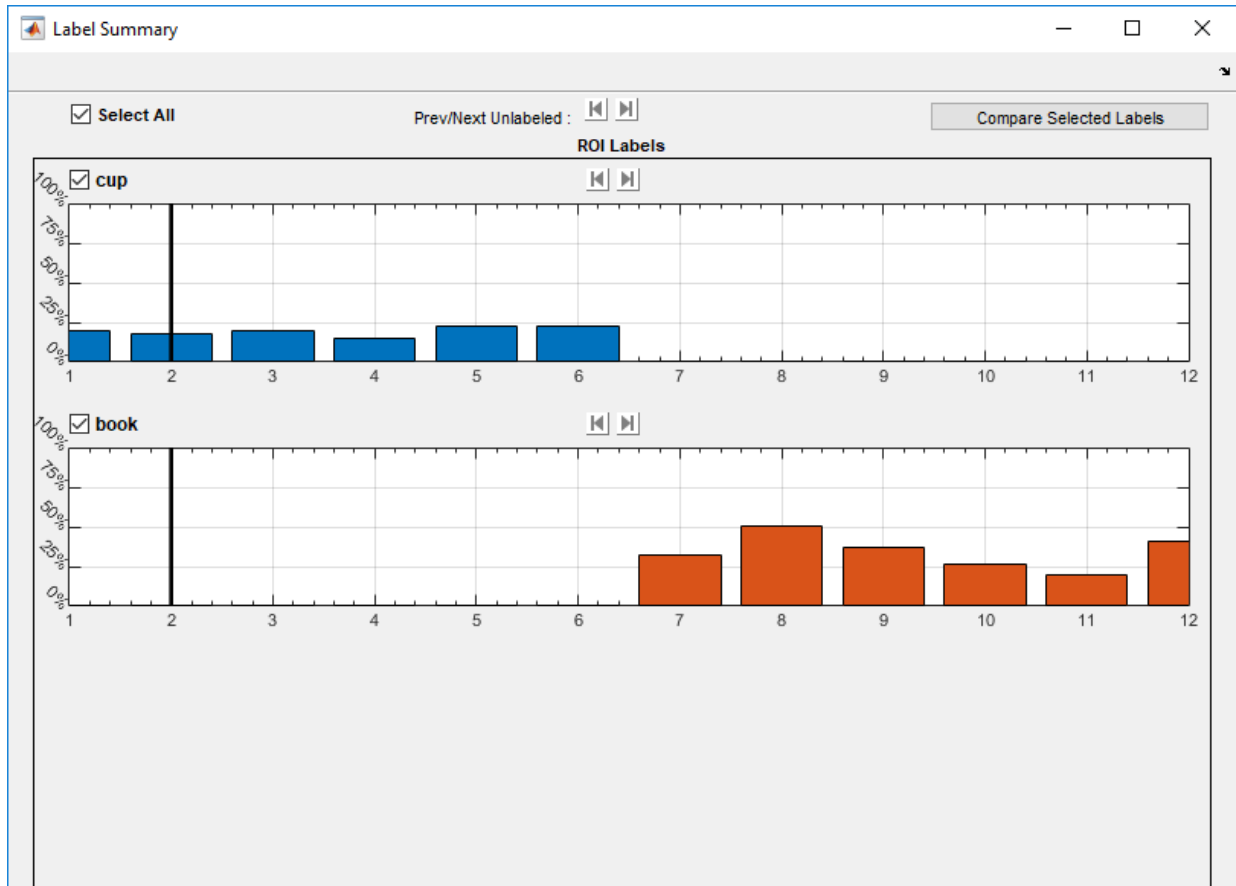 Label Summary
Select All Prev/Next Unlabeled : Compare Selected Labels
ROI Labels
cup
100%
75%
50%
25%
0%
1 2 3 4 5 6 7 8 9 10 11 12
book
100%
75%
50%
25%
0%
1 2 3 4 5 6 7 8 9 10 11 12